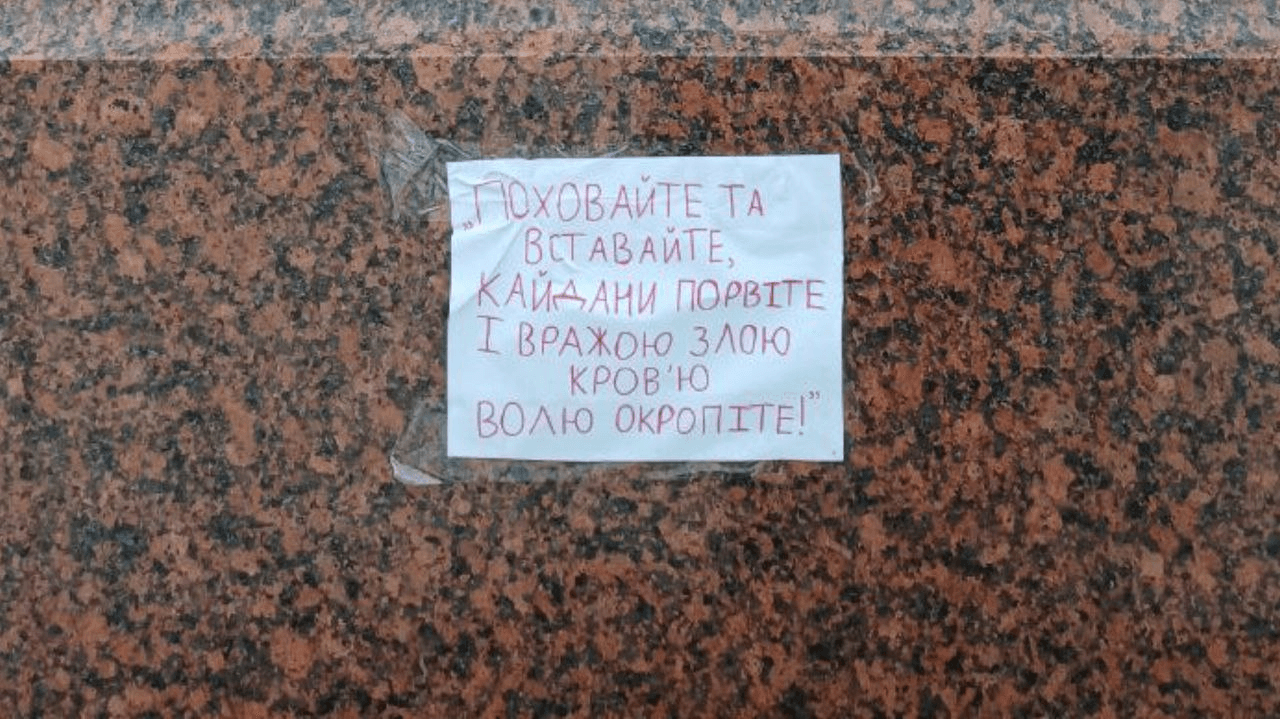 „ПОХОВАЙТЕ ТА
ВСТАВАЙТЕ,
КАЙДАНИ ПОРВІТЕ
І ВРАЖОЮ ЗЛОЮ
КРОВ'Ю
ВОЛЮ ОКРОПІТЕ!”